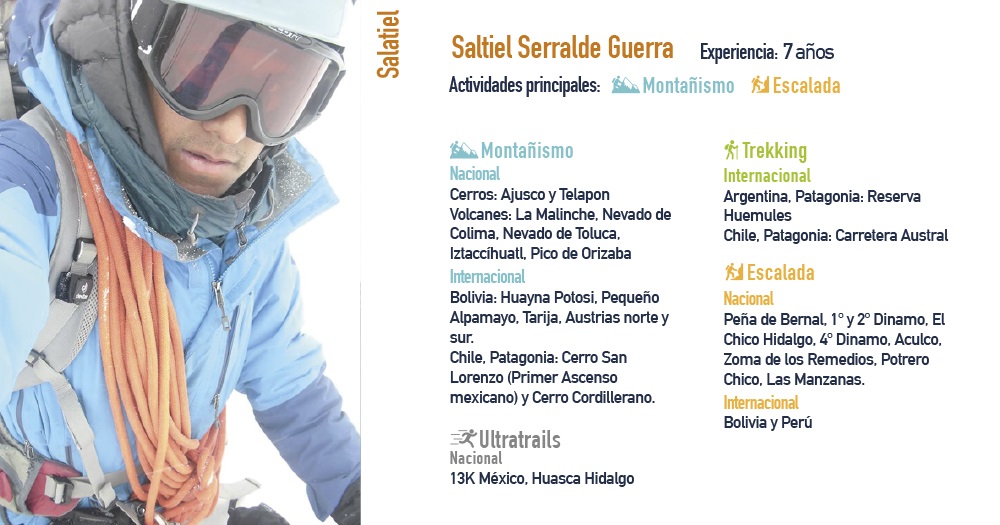 Salatiel
Saltiel Serralde Guerra
Experiencia: 7 años
Actividades principales: Montañismo Escalada
Montañismo
Nacional
Cerros: Ajusco y Telapon
Volcanes: La Malinche, Nevado de
Colima, Nevado de Toluca,
Iztaccíhuatl, Pico de Orizaba
Internacional
Bolivia: Huayna Potosi, Pequeño
Alpamayo, Tarija, Austrias norte y
sur.
Chile, Patagonia: Cerro San
Lorenzo (Primer Ascenso
mexicano) y Cerro Cordillerano.
Ultratrails
Nacional
13K México, Huasca Hidalgo
Trekking
Internacional
Argentina, Patagonia: Reserva
Huemules
Chile, Patagonia: Carretera Austral
Escalada
Nacional
Peña de Bernal, 1º y 2º Dinamo, El
Chico Hidalgo, 4º Dinamo, Aculco,
Zoma de los Remedios, Potrero
Chico, Las Manzanas.
Internacional
Bolivia y Perú